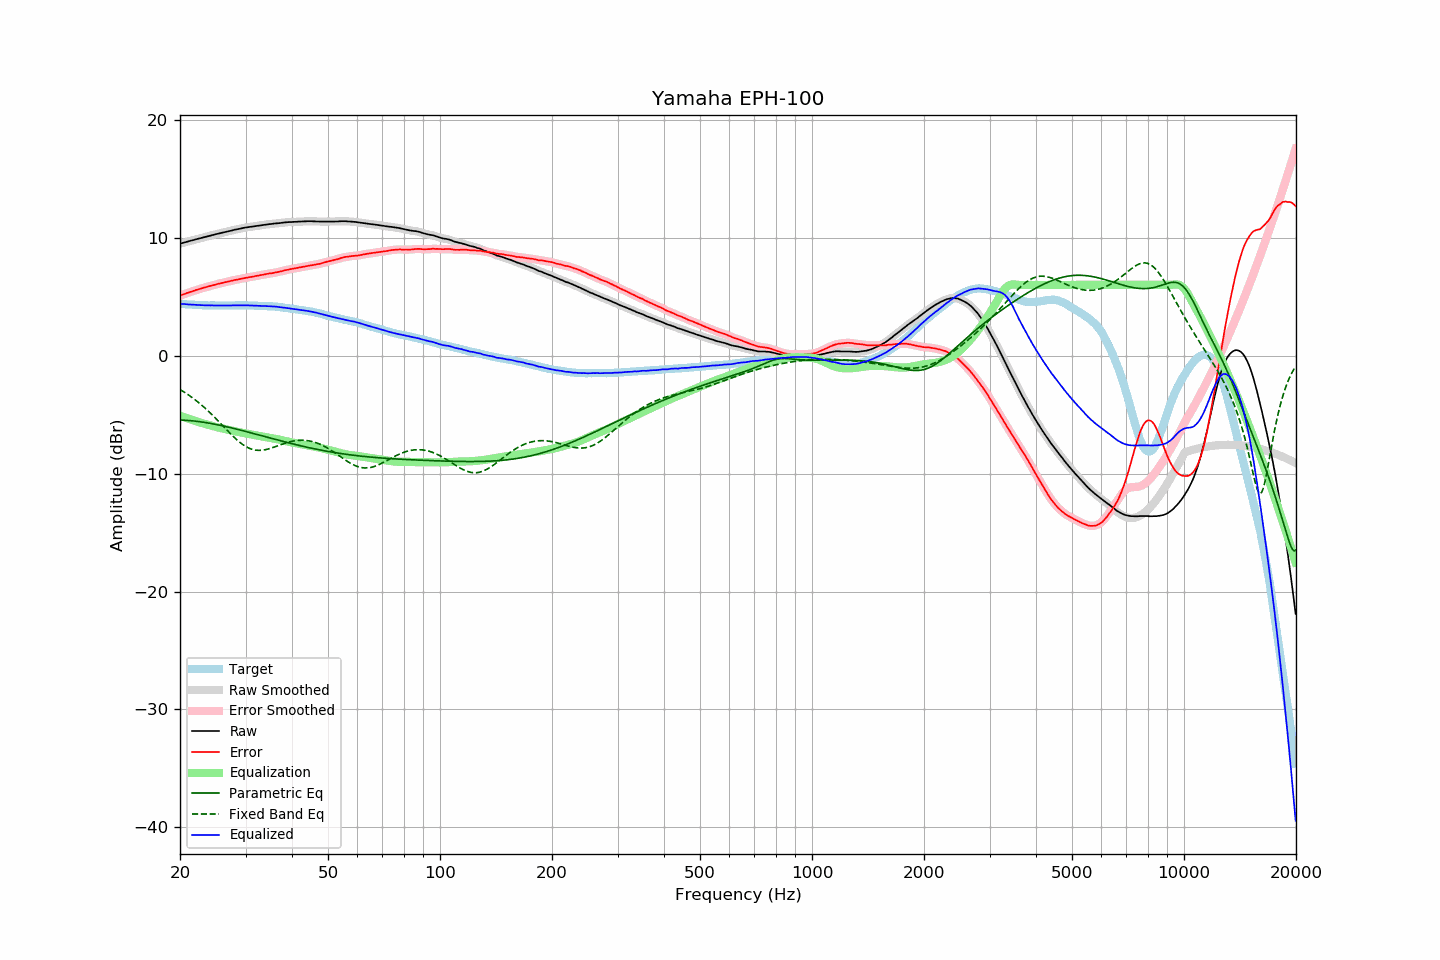 Yamaha EPH-100
20
10
0
−10
−20
−30
−40
Amplitude (dBr)
Target
Raw Smoothed
Error Smoothed
Raw
Error
Equalization
Parametric Eq
Fixed Band Eq
Equalized
20 50 100 200 500 1000 2000 5000 10000 20000
Frequency (Hz)